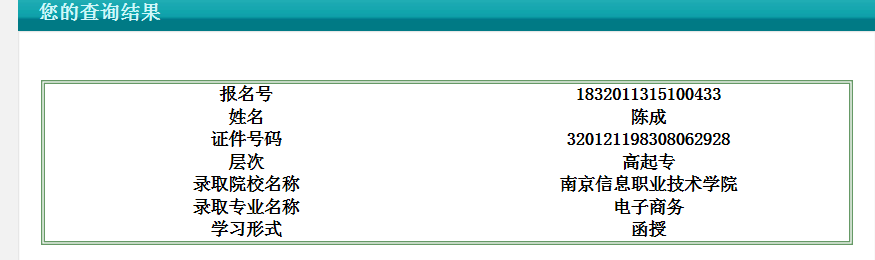 您的查询结果
报名号 1832011315100433
姓名 陈成
证件号码 320121198308062928
层次 高起专
录取院校名称 南京信息职业技术学院
录取专业名称 电子商务
学习形式 函授